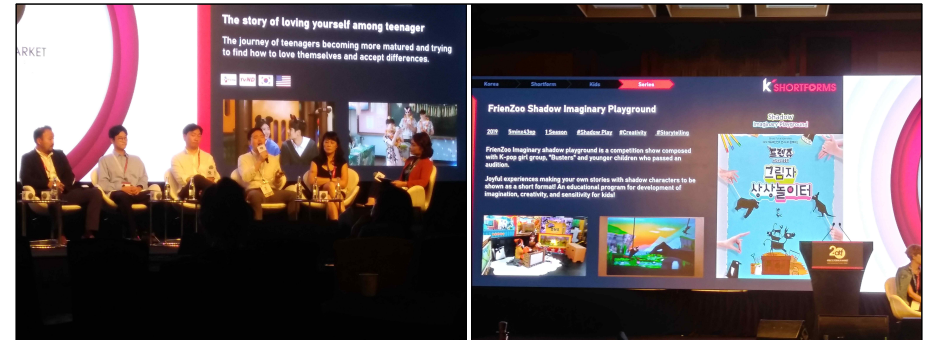 ARKET
The story of loving yourself among teenager
The journey of teenagers becoming more matured and trying
to find how to love themselves and accept differences.
Korea
Shortform
Kids
Series
K' SHORTFORMS
FrienZoo Shadow Imaginary Playground
2019 5minx43ep 1 Season #Shadow Play #Creativity #Storytelling
FrienZoo Imaginary shadow playground is a competition show composed
with K-pop girl group, "Busters" and younger children who passed an
audition.
Joyful experiences making your own stories with shadow characters to be
shown as a short format! An educational program for development of
imagination, creativity, and sensitivity for kids!
Shadow
Imaginary Playground
프렌쥬
그림자
상상놀이터